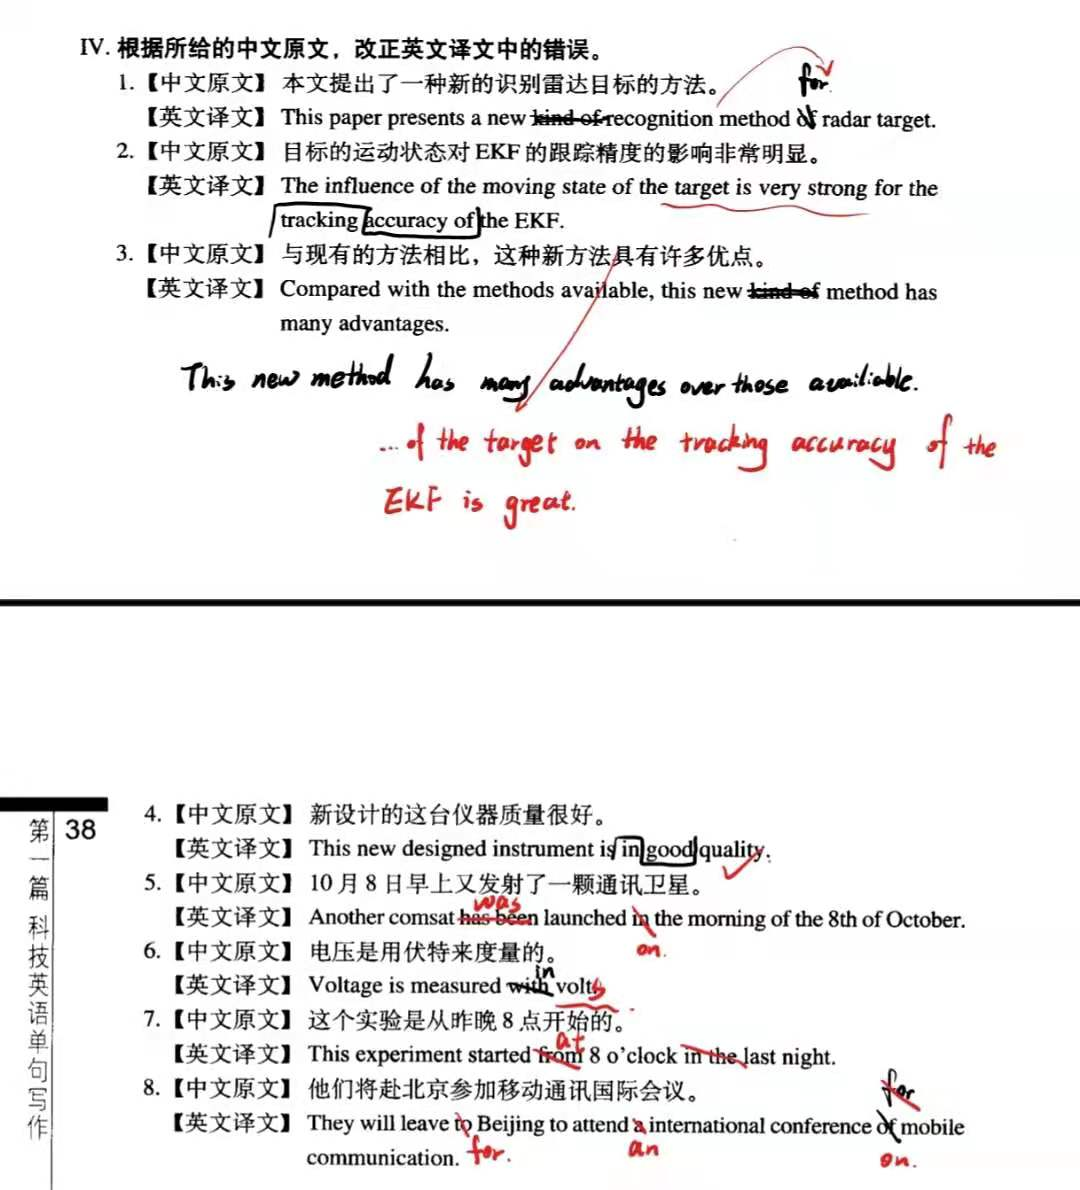 IV. 根据所给的中文原文，改正英文译文中的错误。
1.【中文原文】 本文提出了一种新的识别雷达目标的方法。
for
【英文译文】 This paper presents a new kind of recognition method of radar target.
2.【中文原文】 目标的运动状态对 EKF 的跟踪精度的影响非常明显。
【英文译文】 The influence of the moving state of the target is very strong for the
tracking accuracy of the EKF.
3.【中文原文】 与现有的方法相比，这种新方法具有许多优点。
【英文译文】 Compared with the methods available, this new kind of method has
many advantages.
This new method has many advantages over those availiable.
... of the target on the tracking accuracy of the
EKF is great.
第一篇 科技英语单句写作
38
4.【中文原文】 新设计的这台仪器质量很好。
【英文译文】 This new designed instrument is in good quality.
5.【中文原文】 10 月 8 日早上又发射了一颗通讯卫星。
was
【英文译文】 Another comsat has been launched in the morning of the 8th of October.
on.
6.【中文原文】 电压是用伏特来度量的。
in
【英文译文】 Voltage is measured with volts.
7.【中文原文】 这个实验是从昨晚 8 点开始的。
at
【英文译文】 This experiment started from 8 o'clock in the last night.
8.【中文原文】 他们将赴北京参加移动通讯国际会议。
for
【英文译文】 They will leave to Beijing to attend a international conference of mobile
communication.
for.
an
on.